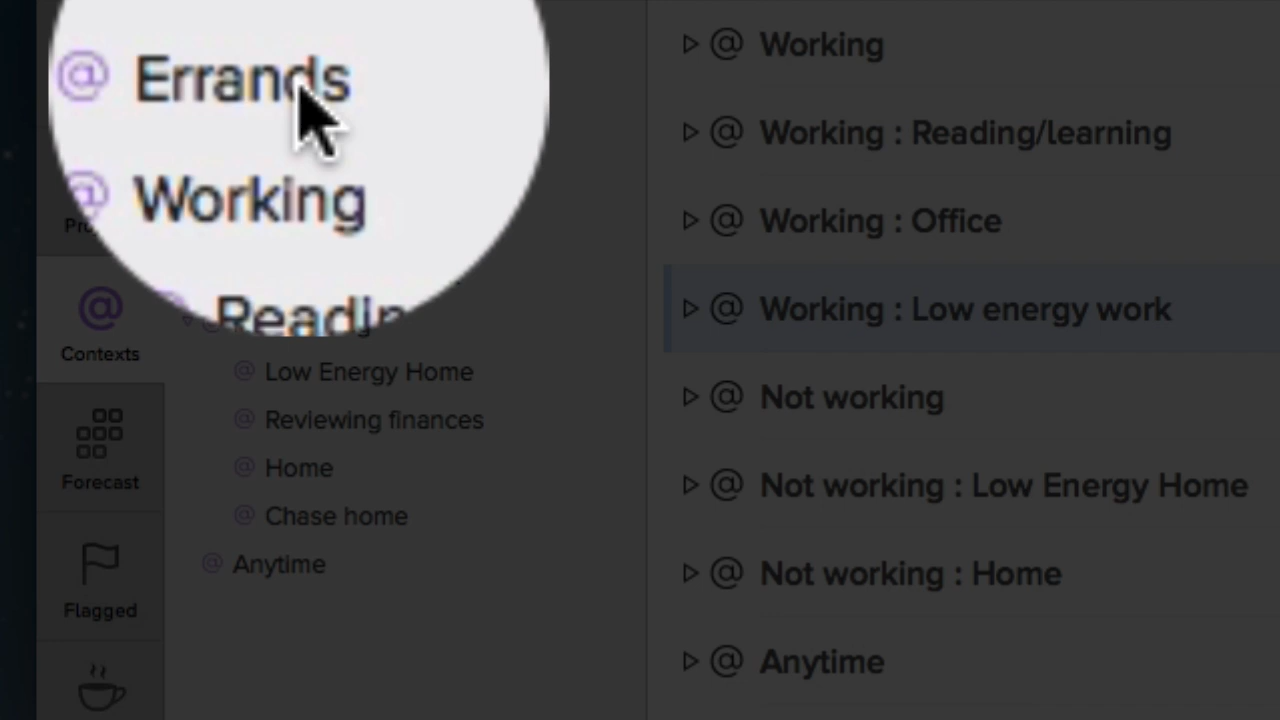 Errands
Working
Readin
Pro
Contexts
Forecast
Flagged
Low Energy Home
Reviewing finances
Home
Chase home
Anytime
Working
Working : Reading/learning
Working : Office
Working : Low energy work
Not working
Not working : Low Energy Home
Not working : Home
Anytime